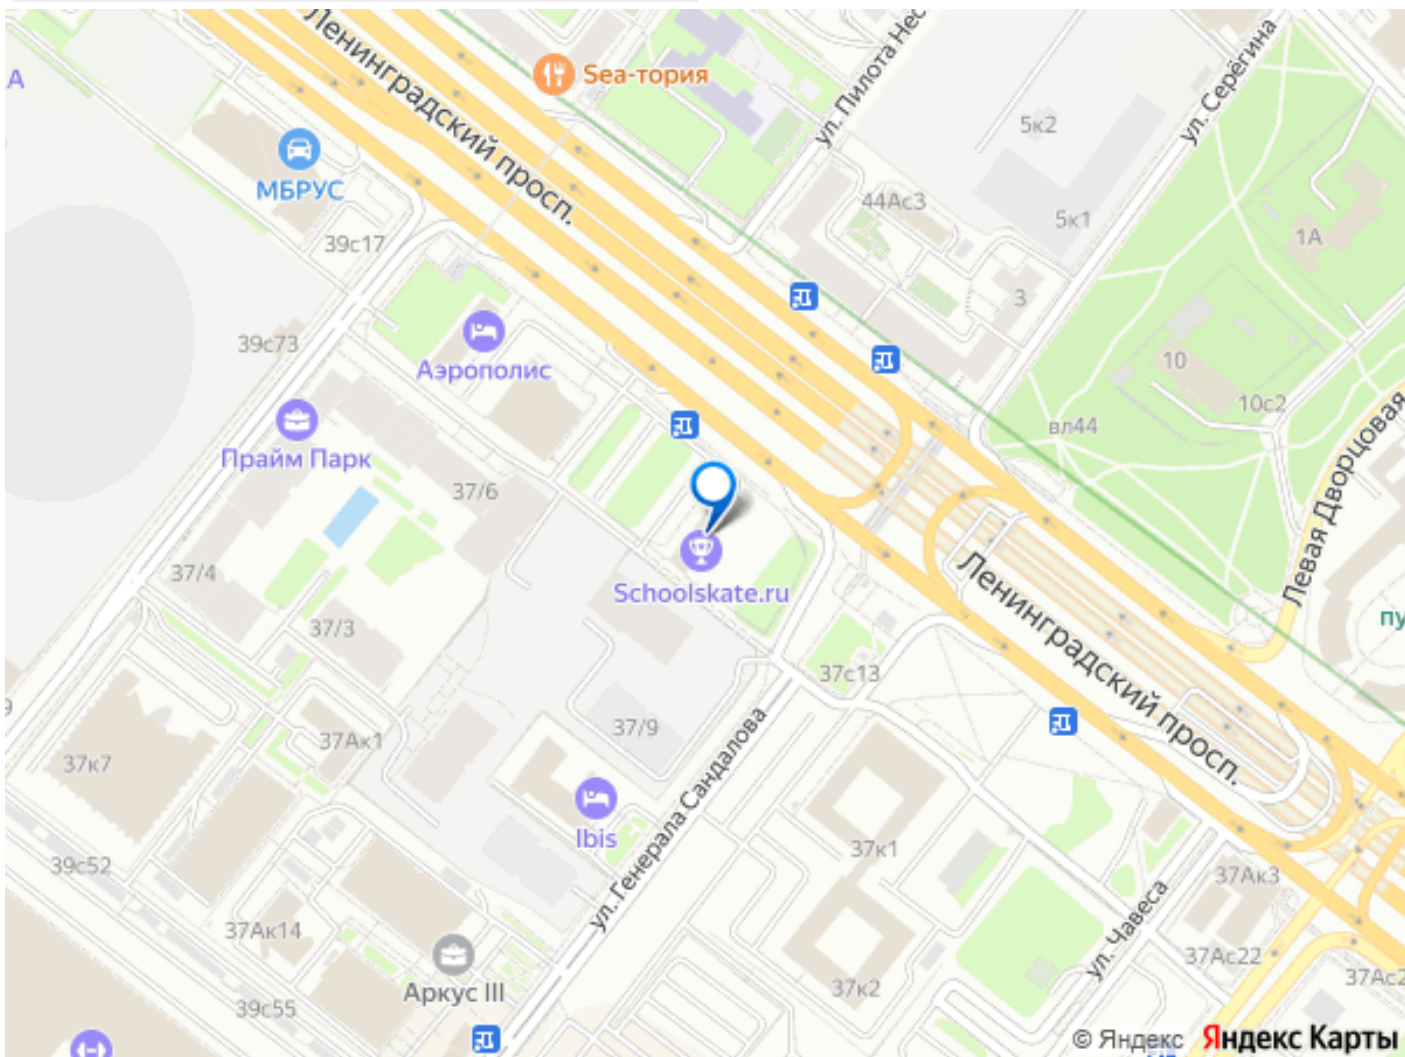 Ленинградский просп.
Sea-тория
ул. Пилота Нес
ул. Серёгина
А
МБРУС
5к2
44Ас3
5к1
1А
39с17
3
39с73
Аэрополис
10
10с2
вл44
Прайм Парк
Левая Дворцовая
37/6
37/4
Schoolskate.ru
37/3
Ленинградский просп.
пу
37с13
9
37Ак1
37/9
37к7
ул. Генерала Сандалова
Ibis
37к1
39с52
37Ак3
ул. Чавеса
37Ак14
37Ас22
Аркус III
37к2
37Ас2
39с55
© Яндекс Яндекс Карты